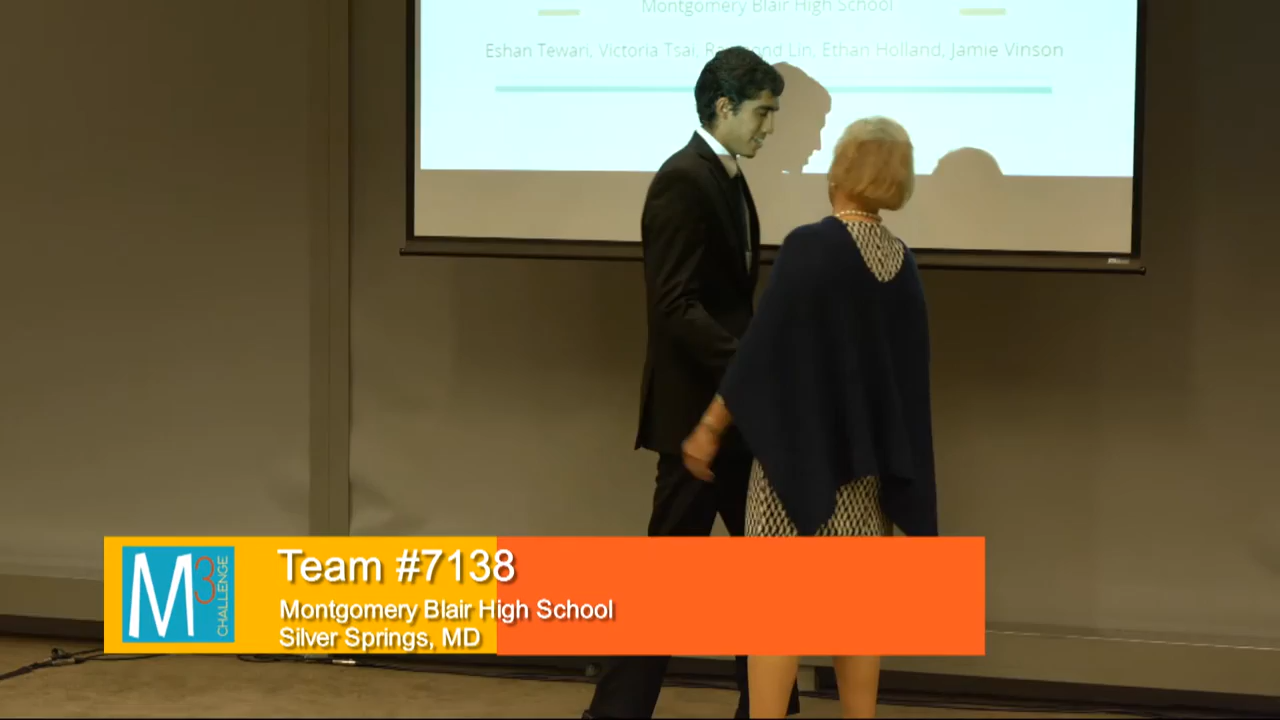 Montgomery Blair High School
Eshan Tewari, Victoria Tsai, Raymond Lin, Ethan Holland, Jamie Vinson
M3 CHALLENGE
Team #7138
Montgomery Blair High School
Silver Springs, MD